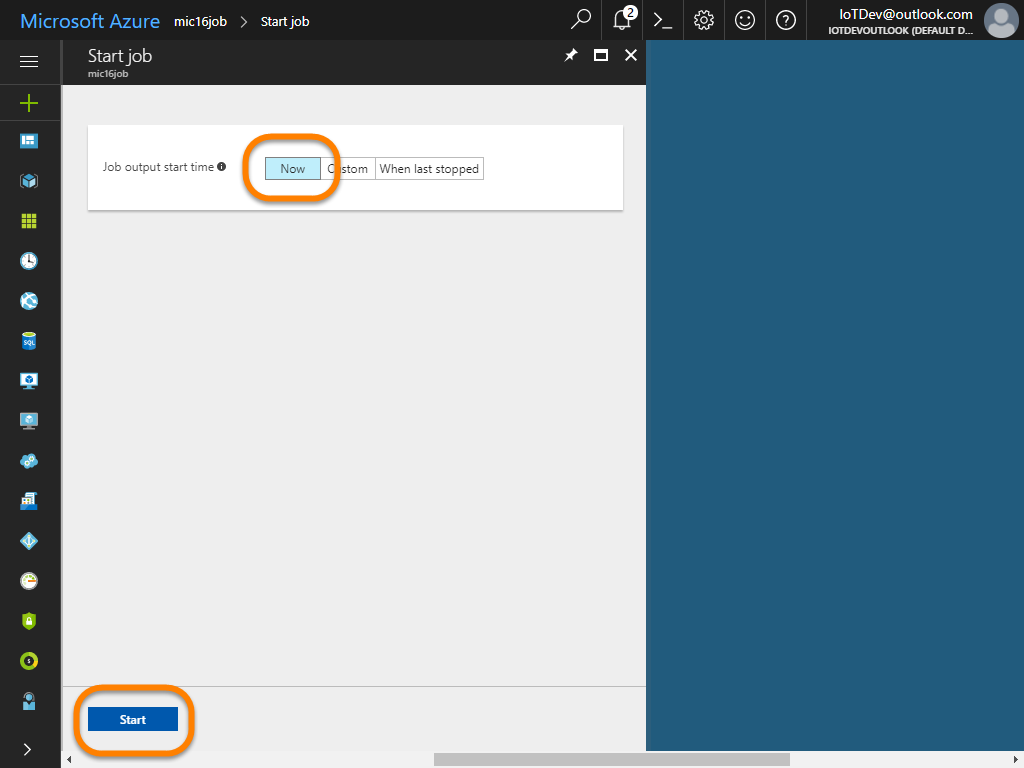 Microsoft Azure mic16job > Start job
2
IoTDev@outlook.com
IOTDEVOUTLOOK (DEFAULT D...
Start job
mic16job
Job output start time Now Custom When last stopped
SQL
Start